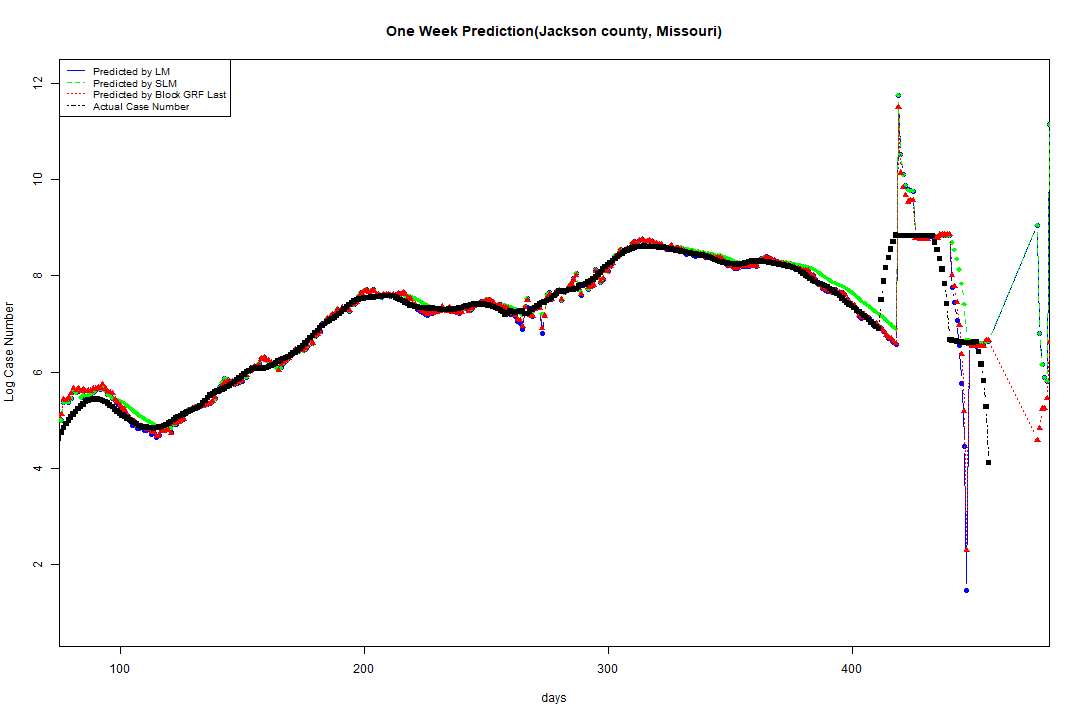 One Week Prediction(Jackson county, Missouri)
Predicted by LM
Predicted by SLM
Predicted by Block GRF Last
Actual Case Number
12
10
8
6
4
2
Log Case Number
100 200 300 400
days